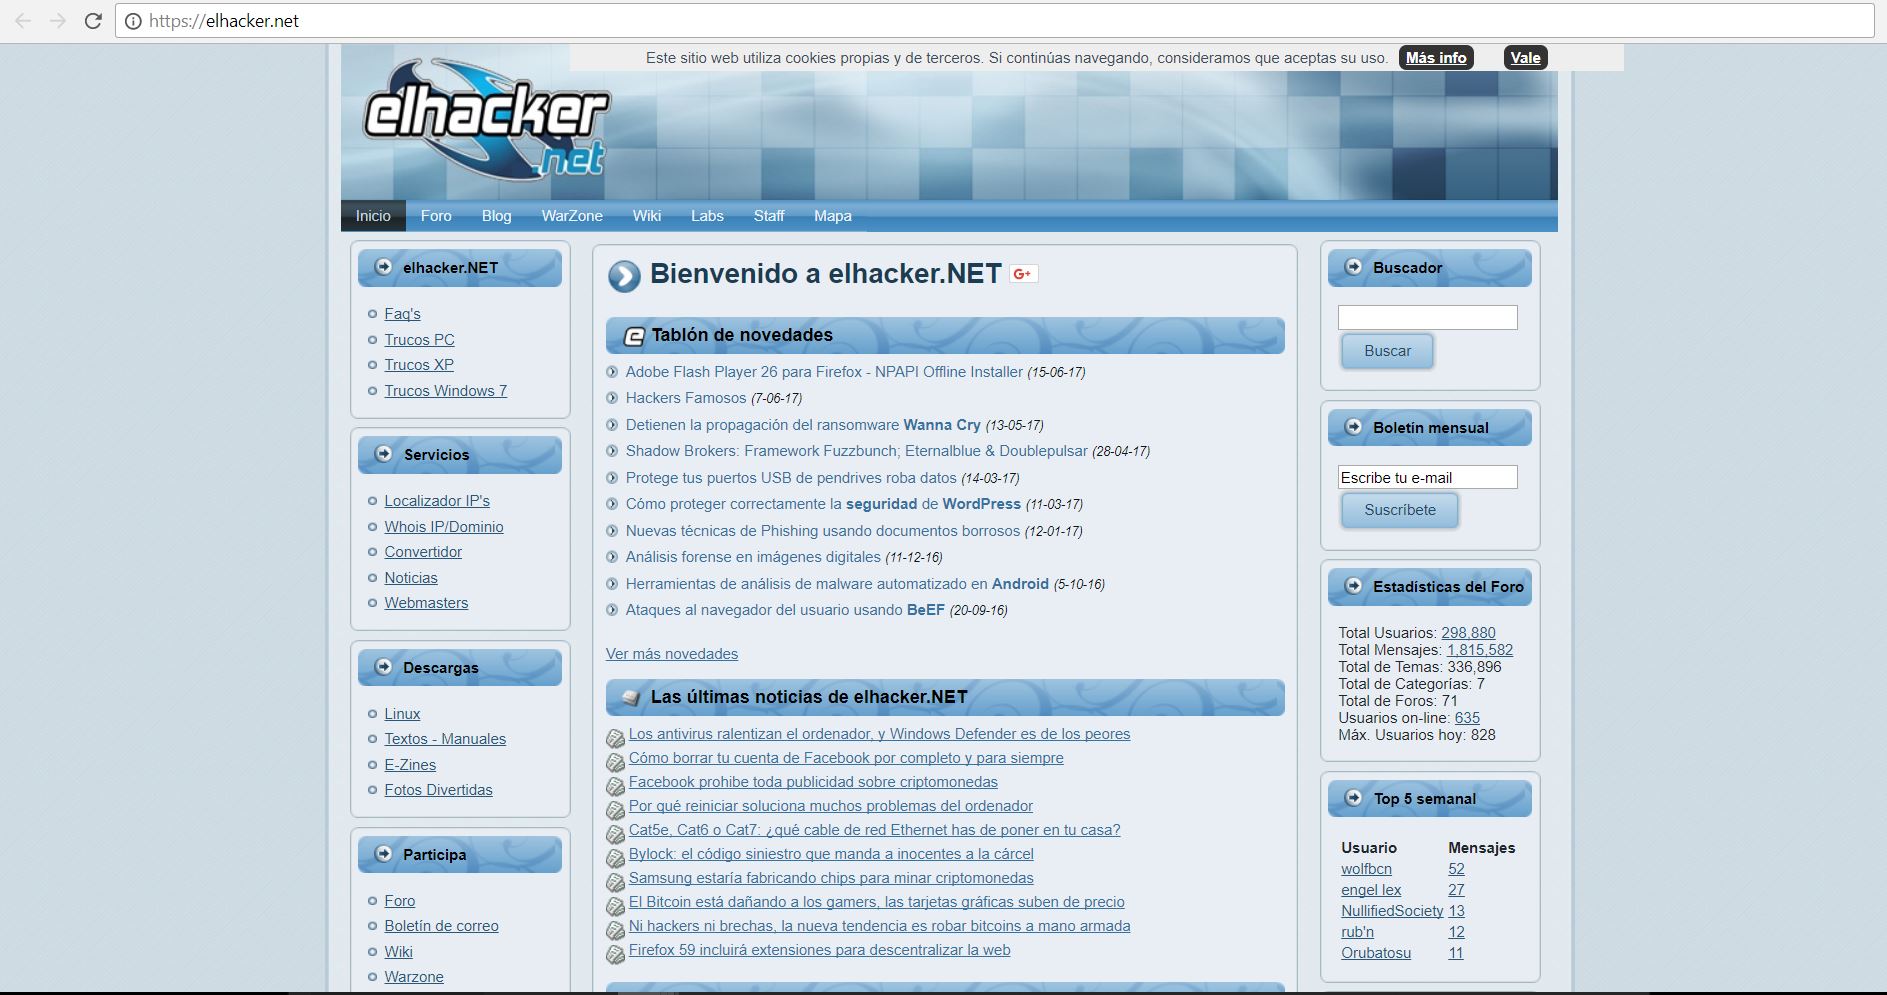 https://elhacker.net
Este sitio web utiliza cookies propias y de terceros. Si continúas navegando, consideramos que aceptas su uso. Más info Vale
elhacker
.net
Inicio Foro Blog WarZone Wiki Labs Staff Mapa
elhacker.NET
Faq's
Trucos PC
Trucos XP
Trucos Windows 7
Servicios
Localizador IP's
Whois IP/Dominio
Convertidor
Noticias
Webmasters
Descargas
Linux
Textos - Manuales
E-Zines
Fotos Divertidas
Participa
Foro
Boletín de correo
Wiki
Warzone
Bienvenido a elhacker.NET G+
Tablón de novedades
Adobe Flash Player 26 para Firefox - NPAPI Offline Installer (15-06-17)
Hackers Famosos (7-06-17)
Detienen la propagación del ransomware Wanna Cry (13-05-17)
Shadow Brokers: Framework Fuzzbunch; Eternalblue & Doublepulsar (28-04-17)
Protege tus puertos USB de pendrives roba datos (14-03-17)
Cómo proteger correctamente la seguridad de WordPress (11-03-17)
Nuevas técnicas de Phishing usando documentos borrosos (12-01-17)
Análisis forense en imágenes digitales (11-12-16)
Herramientas de análisis de malware automatizado en Android (5-10-16)
Ataques al navegador del usuario usando BeEF (20-09-16)
Ver más novedades
Las últimas noticias de elhacker.NET
Los antivirus ralentizan el ordenador, y Windows Defender es de los peores
Cómo borrar tu cuenta de Facebook por completo y para siempre
Facebook prohibe toda publicidad sobre criptomonedas
Por qué reiniciar soluciona muchos problemas del ordenador
Cat5e, Cat6 o Cat7: ¿qué cable de red Ethernet has de poner en tu casa?
Bylock: el código siniestro que manda a inocentes a la cárcel
Samsung estaría fabricando chips para minar criptomonedas
El Bitcoin está dañando a los gamers, las tarjetas gráficas suben de precio
Ni hackers ni brechas, la nueva tendencia es robar bitcoins a mano armada
Firefox 59 incluirá extensiones para descentralizar la web
Buscador
Buscar
Boletín mensual
Escribe tu e-mail
Suscríbete
Estadísticas del Foro
Total Usuarios: 298,880
Total Mensajes: 1,815,582
Total de Temas: 336,896
Total de Categorías: 7
Total de Foros: 71
Usuarios on-line: 635
Máx. Usuarios hoy: 828
Top 5 semanal
Usuario Mensajes
wolfbcn 52
engel lex 27
NullifiedSociety 13
rub'n 12
Orubatosu 11